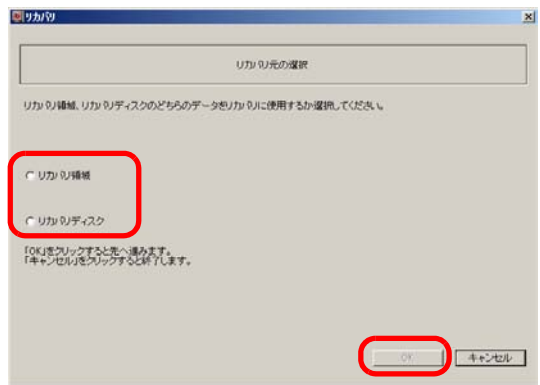 リカバリ
リカバリ元の選択
リカバリ領域、リカバリディスクのどちらのデータをリカバリに使用するか選択してください。
リカバリ領域
リカバリディスク
「OK」をクリックすると先へ進みます。
「キャンセル」をクリックすると終了します。
OK
キャンセル